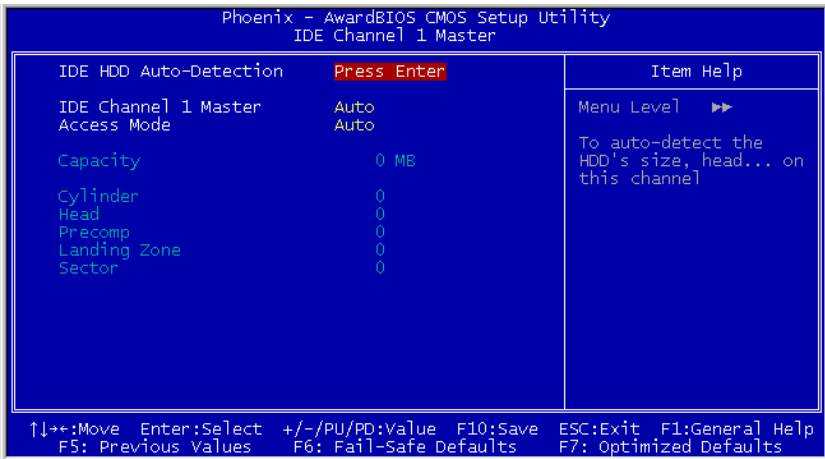 Phoenix - AwardBIOS CMOS Setup Utility
IDE Channel 1 Master
IDE HDD Auto-Detection Press Enter
IDE Channel 1 Master Auto
Access Mode Auto
Capacity 0 MB
Cylinder 0
Head 0
Precomp 0
Landing Zone 0
Sector 0
Item Help
Menu Level ▶▶
To auto-detect the
HDD's size, head... on
this channel
↑↓→←:Move Enter:Select +/-/PU/PD:Value F10:Save ESC:Exit F1:General Help
F5: Previous Values F6: Fail-Safe Defaults F7: Optimized Defaults